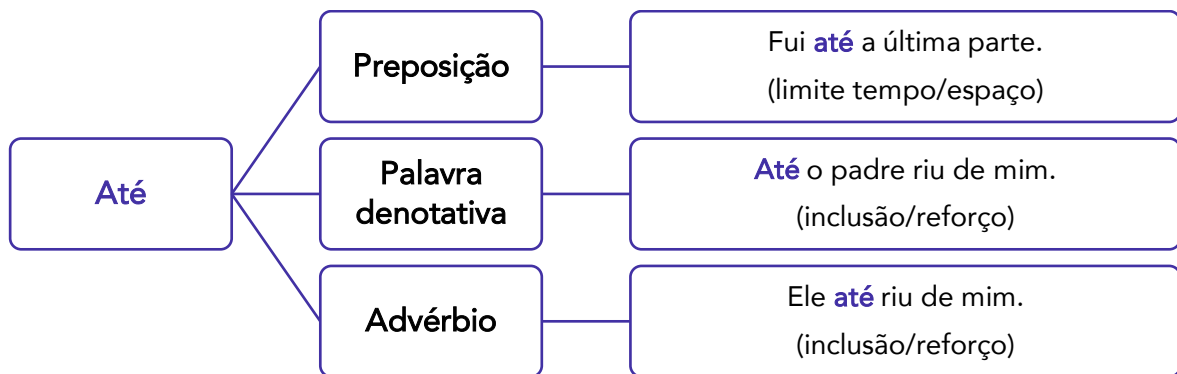 Até
Preposição
Fui até a última parte.
(limite tempo/espaço)
Palavra
denotativa
Até o padre riu de mim.
(inclusão/reforço)
Advérbio
Ele até riu de mim.
(inclusão/reforço)